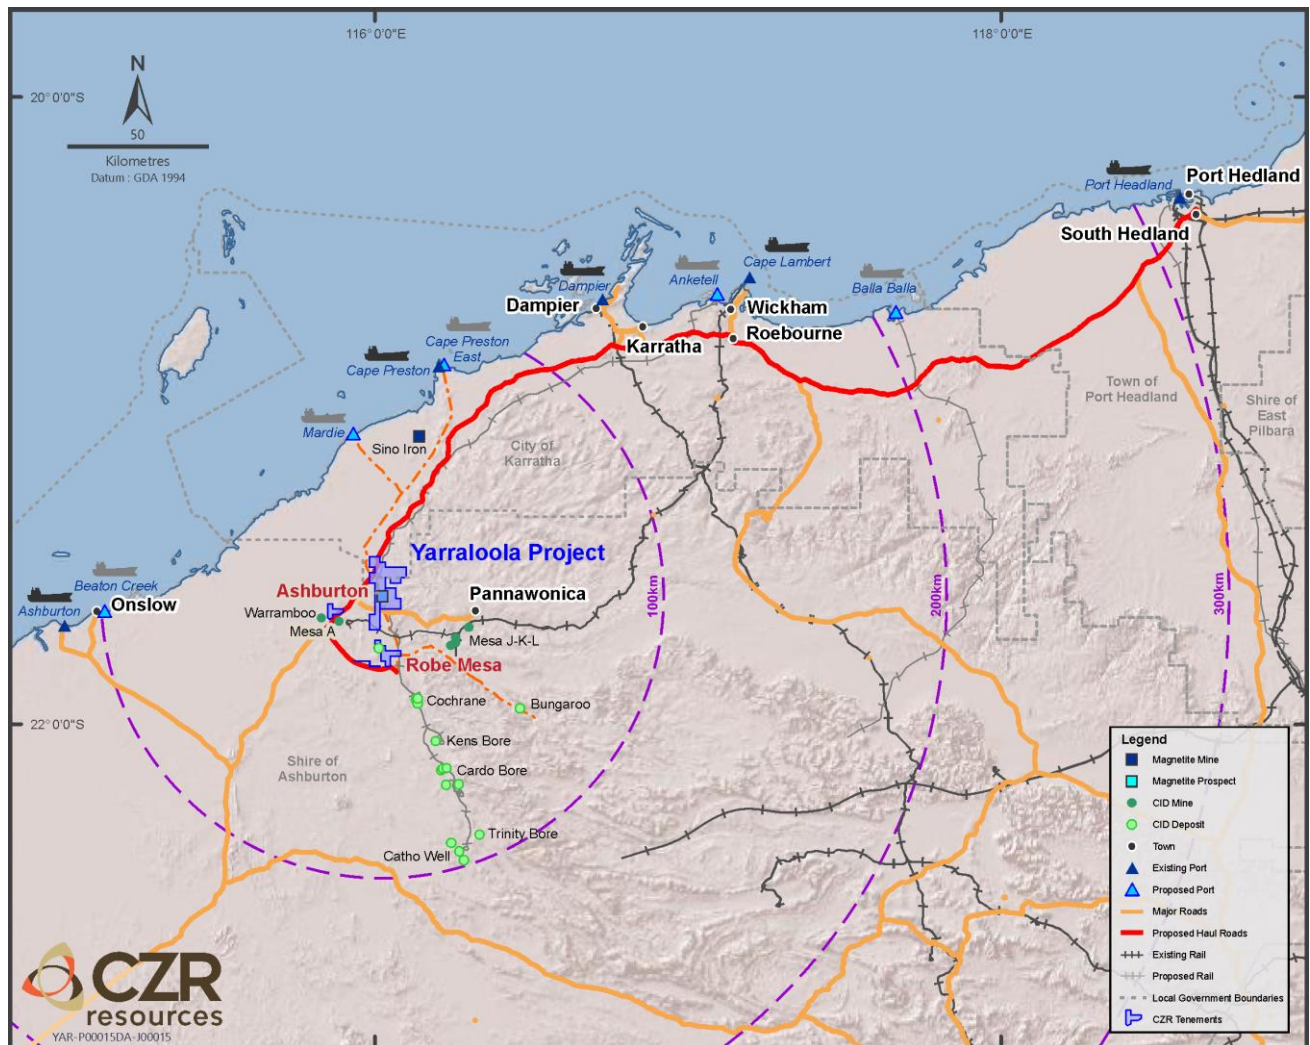 116°0'0"E
118°0'0"E
20°0'0"S
N
50
Kilometres
Datum : GDA 1994
Port Headland
Port Hedland
South Hedland
Cape Lambert
Anketell
Dampier
Dampier
Balla Balla
Wickham
Roebourne
Karratha
Cape Preston
East
Cape Preston
Mardie
Sino Iron
City of
Karratha
Town of
Port Headland
Shire of
East
Pilbara
Yarraloola Project
Beaton Creek
Ashburton
Onslow
Ashburton
Warramboo
Mesa A
Pannawonica
Mesa J-K-L
Robe Mesa
100km
200km
300km
Cochrane
Bungaroo
22°0'0"S
Kens Bore
Shire of
Ashburton
Cardo Bore
Trinity Bore
Catho Well
Legend
Magnetite Mine
Magnetite Prospect
CID Mine
CID Deposit
Town
Existing Port
Proposed Port
Major Roads
Proposed Haul Roads
Existing Rail
Proposed Rail
Local Government Boundaries
CZR Tenements
CZR
resources
YAR-P00015DA-J00015